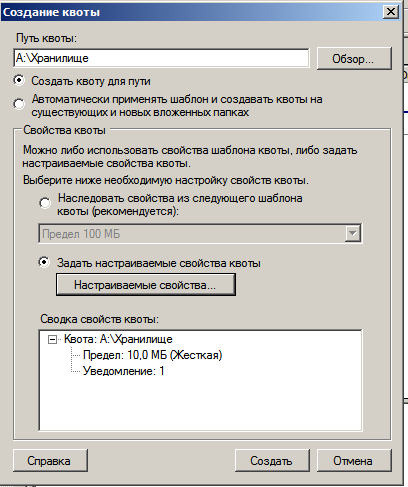 Создание квоты
Путь квоты:
A:\Хранилище
Обзор...
Создать квоту для пути
Автоматически применять шаблон и создавать квоты на
существующих и новых вложенных папках
Свойства квоты
Можно либо использовать свойства шаблона квоты, либо задать
настраиваемые свойства квоты.
Выберите ниже необходимую настройку свойств квоты.
Наследовать свойства из следующего шаблона
квоты (рекомендуется):
Предел 100 МБ
Задать настраиваемые свойства квоты
Настраиваемые свойства...
Сводка свойств квоты:
Квота: A:\Хранилище
Предел: 10,0 МБ (Жесткая)
Уведомление: 1
Справка
Создать
Отмена